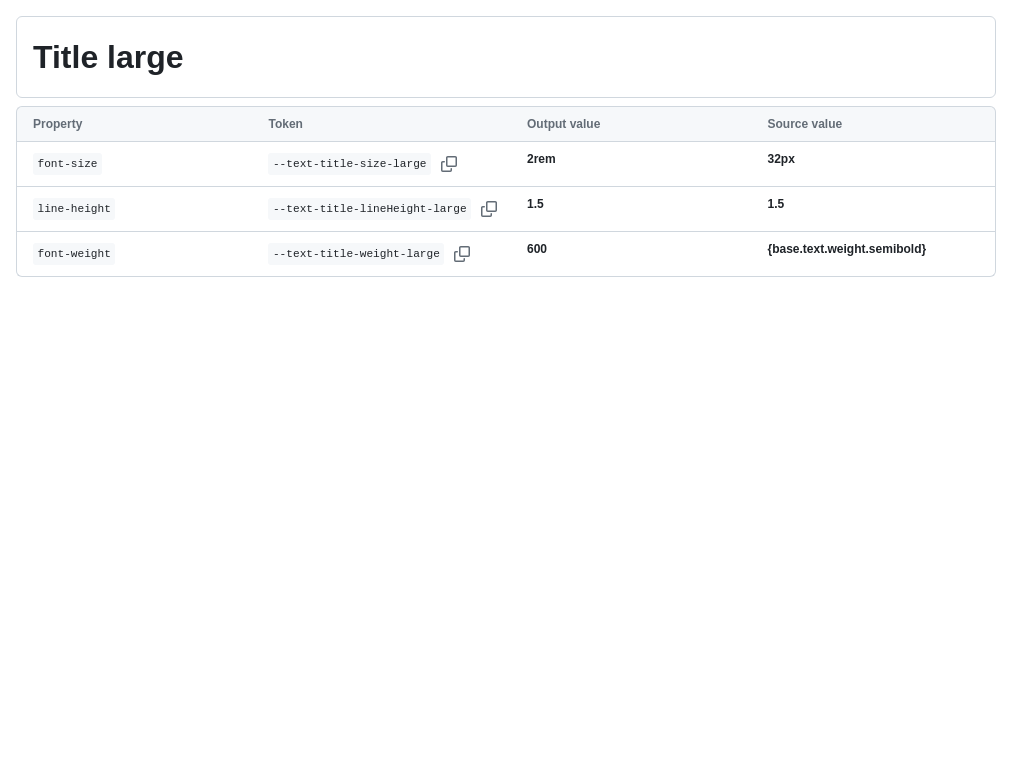 Title large
Property Token Output value Source value
font-size --text-title-size-large 2rem 32px
line-height --text-title-lineHeight-large 1.5 1.5
font-weight --text-title-weight-large 600 {base.text.weight.semibold}